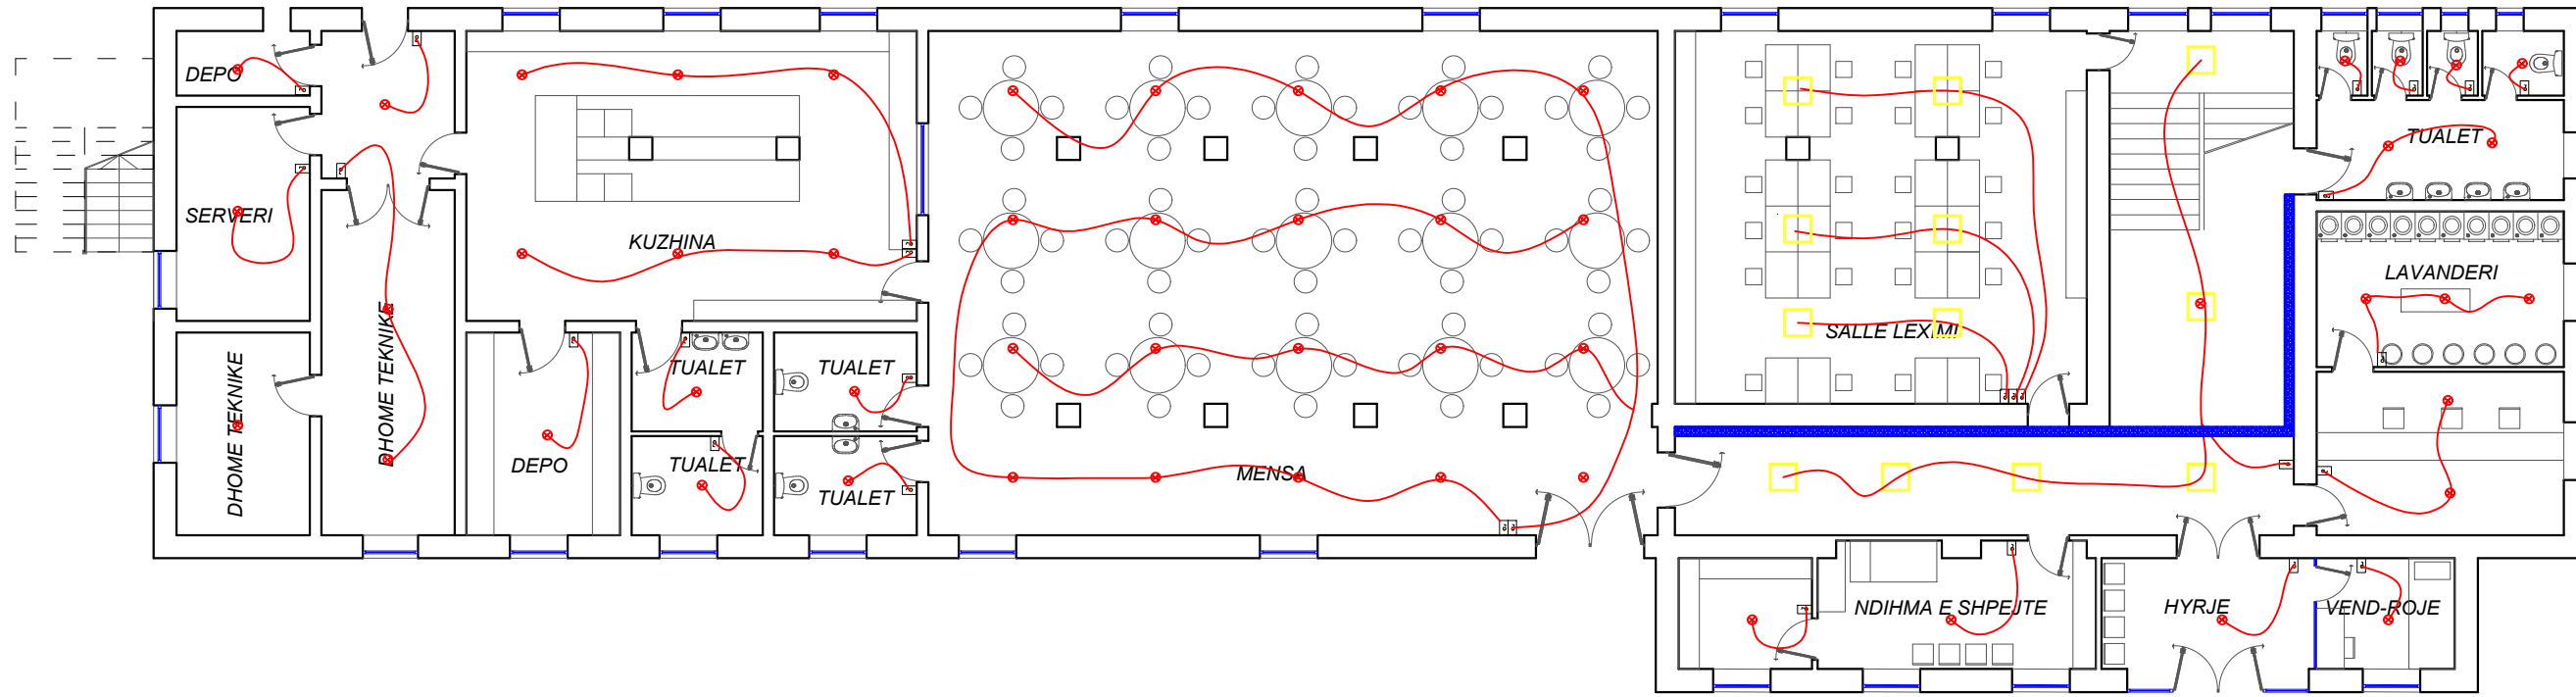 DEPO
SERVERI
DHOME TEKNIKE
DHOME TEKNIKE
KUZHINA
DEPO
TUALET
TUALET
TUALET
TUALET
MENSA
SALLE LEXIMI
TUALET
LAVANDERI
NDIHMA E SHPEJTE
HYRJE
VEND-ROJE